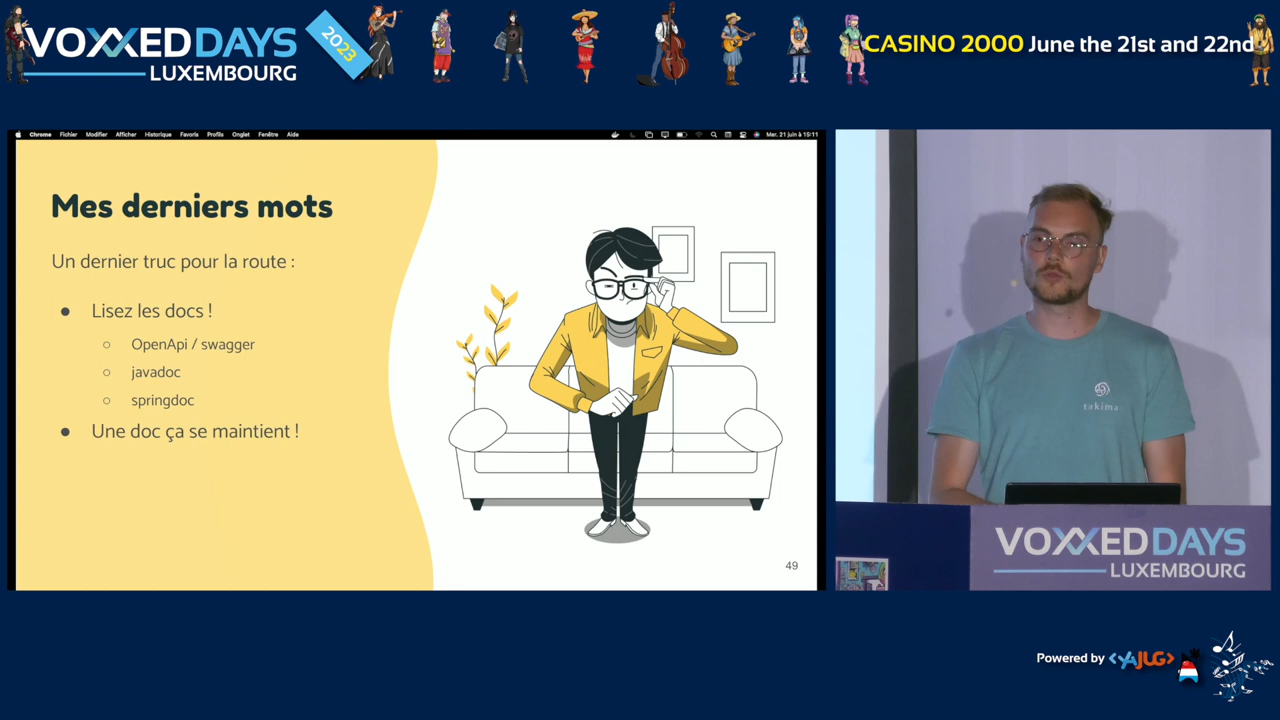 VOXXED DAYS
LUXEMBOURG
2023
CASINO 2000 June the 21st and 22nd
Chrome Fichier Modifier Afficher Historique Favoris Profils Onglet Fenêtre Aide
Mer. 21 juin à 15:11
Mes derniers mots
Un dernier truc pour la route :
● Lisez les docs !
○ OpenApi / swagger
○ javadoc
○ springdoc
● Une doc ça se maintient !
49
takima
VOXXED DAYS
LUXEMBOURG
Powered by <YAJUG>